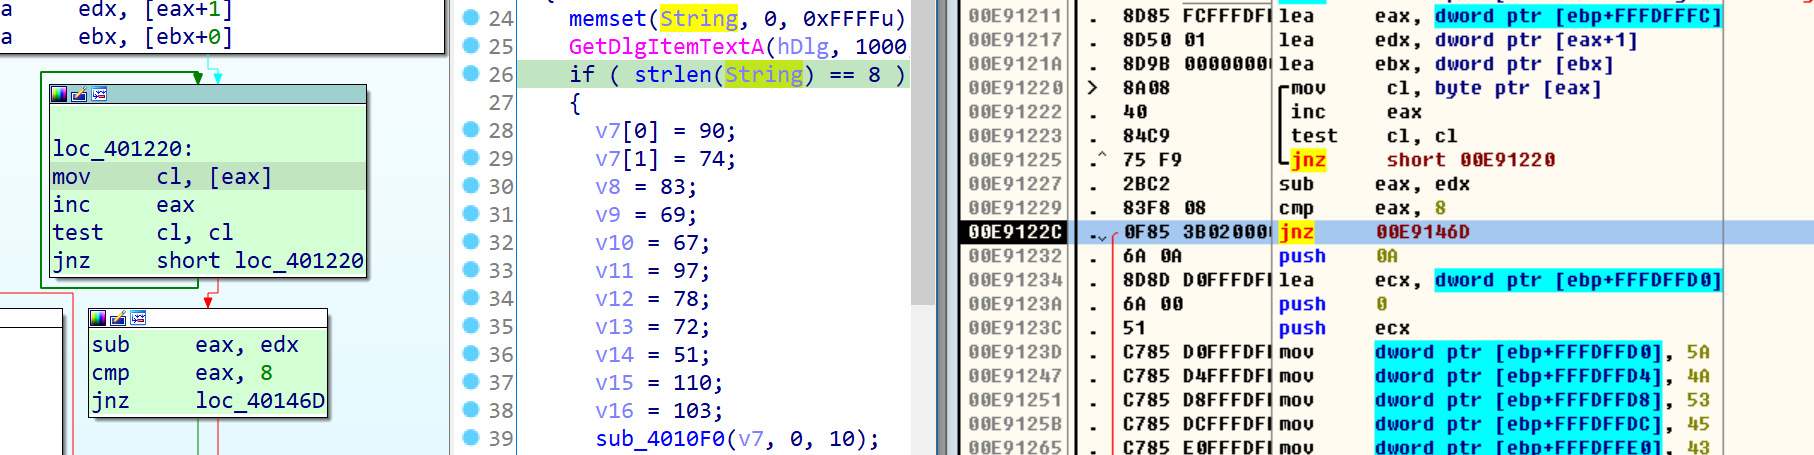 a edx, [eax+1]
a ebx, [ebx+0]
loc_401220:
mov cl, [eax]
inc eax
test cl, cl
jnz short loc_401220
sub eax, edx
cmp eax, 8
jnz loc_40146D
24 memset(String, 0, 0xFFFFu)
25 GetDlgItemTextA(hDlg, 1000
26 if ( strlen(String) == 8 )
27 {
28 v7[0] = 90;
29 v7[1] = 74;
30 v8 = 83;
31 v9 = 69;
32 v10 = 67;
33 v11 = 97;
34 v12 = 78;
35 v13 = 72;
36 v14 = 51;
37 v15 = 110;
38 v16 = 103;
39 sub_4010F0(v7, 0, 10);
00E91211 . 8D85 FCFFFDFF lea eax, dword ptr [ebp+FFFDFFFC]
00E91217 . 8D50 01 lea edx, dword ptr [eax+1]
00E9121A . 8D9B 0000000 lea ebx, dword ptr [ebx]
00E91220 > 8A08 mov cl, byte ptr [eax]
00E91222 . 40 inc eax
00E91223 . 84C9 test cl, cl
00E91225 .^ 75 F9 jnz short 00E91220
00E91227 . 2BC2 sub eax, edx
00E91229 . 83F8 08 cmp eax, 8
00E9122C .v 0F85 3B02000 jnz 00E9146D
00E91232 . 6A 0A push 0A
00E91234 . 8D8D D0FFFDFF lea ecx, dword ptr [ebp+FFFDFFD0]
00E9123A . 6A 00 push 0
00E9123C . 51 push ecx
00E9123D . C785 D0FFFDFF mov dword ptr [ebp+FFFDFFD0], 5A
00E91247 . C785 D4FFFDFF mov dword ptr [ebp+FFFDFFD4], 4A
00E91251 . C785 D8FFFDFF mov dword ptr [ebp+FFFDFFD8], 53
00E9125B . C785 DCFFFDFF mov dword ptr [ebp+FFFDFFDC], 45
00E91265 . C785 E0FFFDFF mov dword ptr [ebp+FFFDFFE0], 43